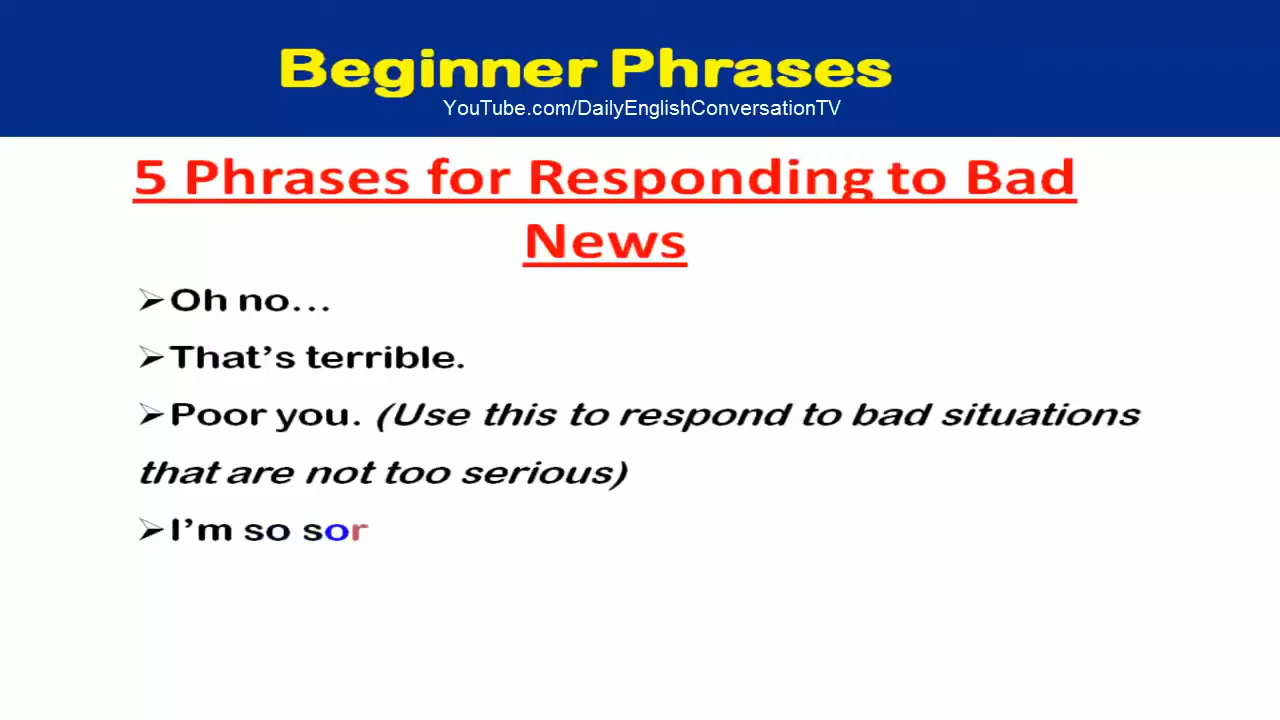 Beginner Phrases
YouTube.com/DailyEnglishConversationTV
5 Phrases for Responding to Bad
News
➢Oh no...
➢That’s terrible.
➢Poor you. (Use this to respond to bad situations
that are not too serious)
➢I’m so sor